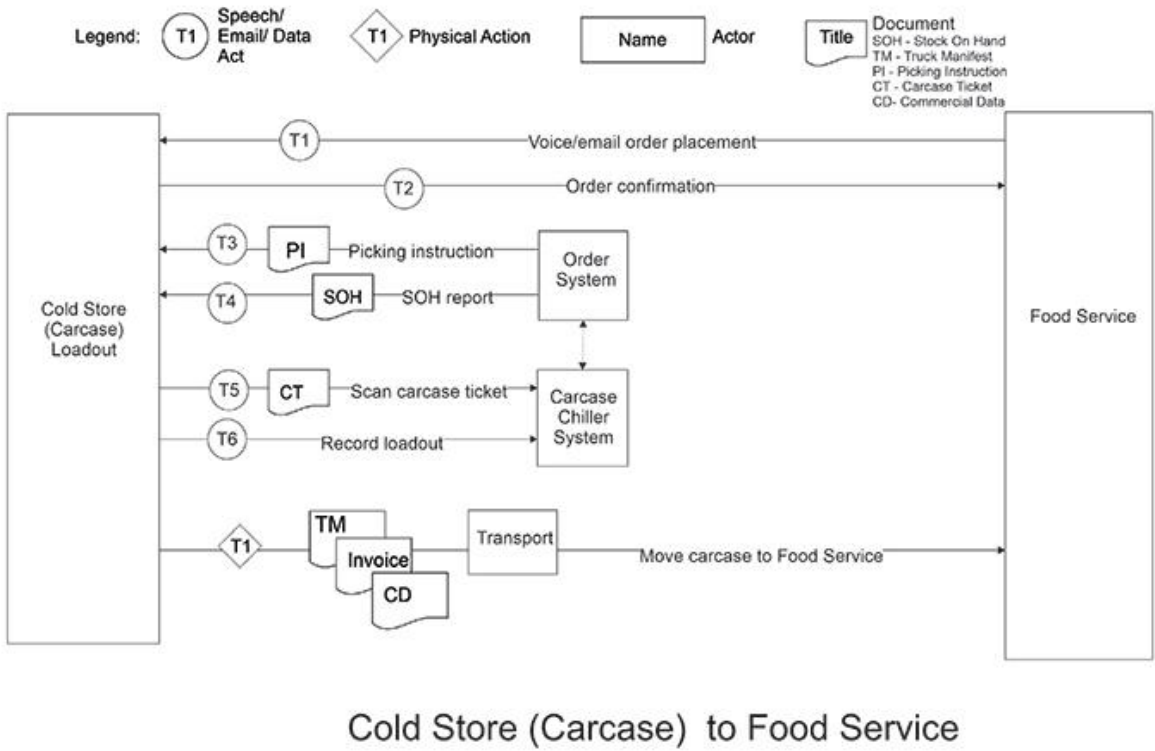 Legend:
T1
Speech/
Email/ Data
Act
T1
Physical Action
Name
Actor
Title
Document
SOH - Stock On Hand
TM - Truck Manifest
PI - Picking Instruction
CT - Carcase Ticket
CD- Commercial Data
T1
Voice/email order placement
T2
Order confirmation
T3
PI
Picking instruction
T4
SOH
SOH report
Order
System
Cold Store
(Carcase)
Loadout
Food Service
T5
CT
Scan carcase ticket
T6
Record loadout
Carcase
Chiller
System
T1
TM
Invoice
CD
Transport
Move carcase to Food Service
Cold Store (Carcase) to Food Service